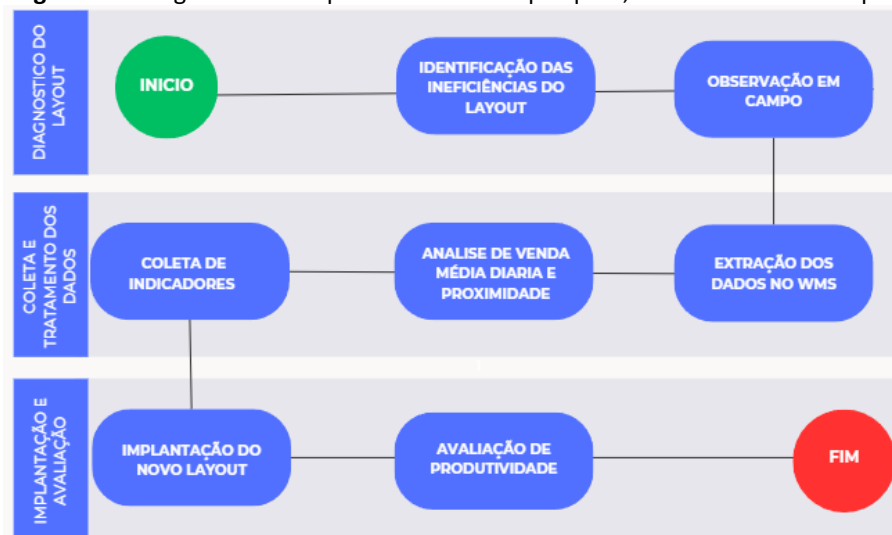 DIAGNOSTICO DO
LAYOUT
INICIO
IDENTIFICAÇÃO DAS
INEFICIÊNCIAS DO
LAYOUT
OBSERVAÇÃO EM
CAMPO
COLETA E
TRATAMENTO DOS
DADOS
COLETA DE
INDICADORES
ANALISE DE VENDA
MÉDIA DIARIA E
PROXIMIDADE
EXTRAÇÃO DOS
DADOS NO WMS
IMPLANTAÇÃO E
AVALIAÇÃO
IMPLANTAÇÃO DO
NOVO LAYOUT
AVALIAÇÃO DE
PRODUTIVIDADE
FIM